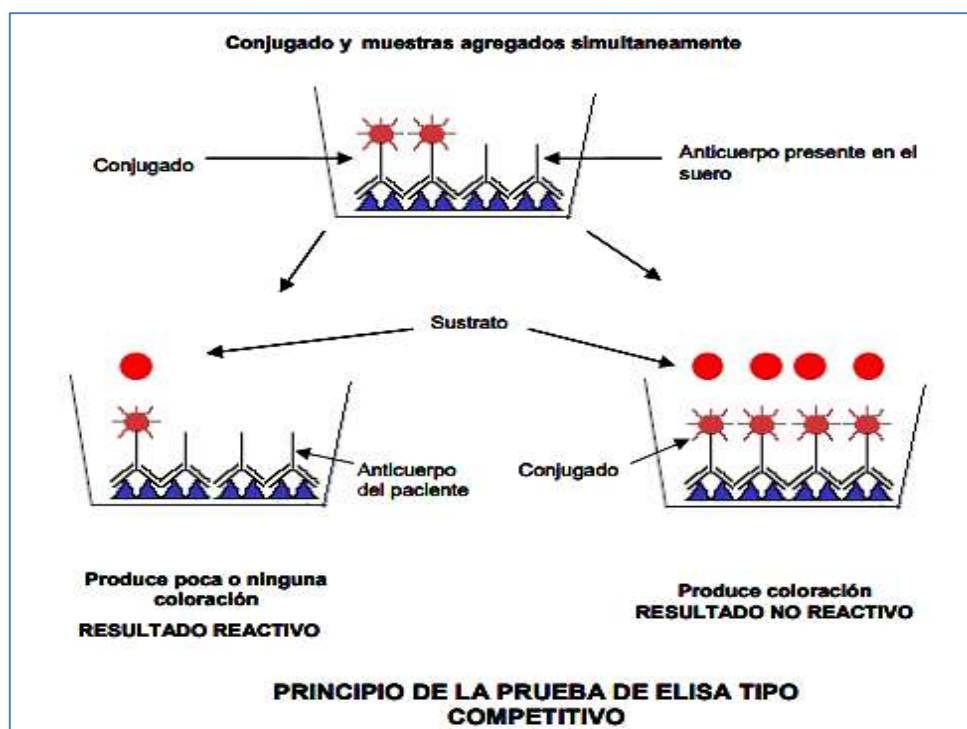 Conjugado y muestras agregados simultaneamente
Conjugado
Anticuerpo presente en el
suero
Sustrato
Anticuerpo
del paciente
Conjugado
Produce poca o ninguna
coloración
RESULTADO REACTIVO
Produce coloración
RESULTADO NO REACTIVO
PRINCIPIO DE LA PRUEBA DE ELISA TIPO
COMPETITIVO